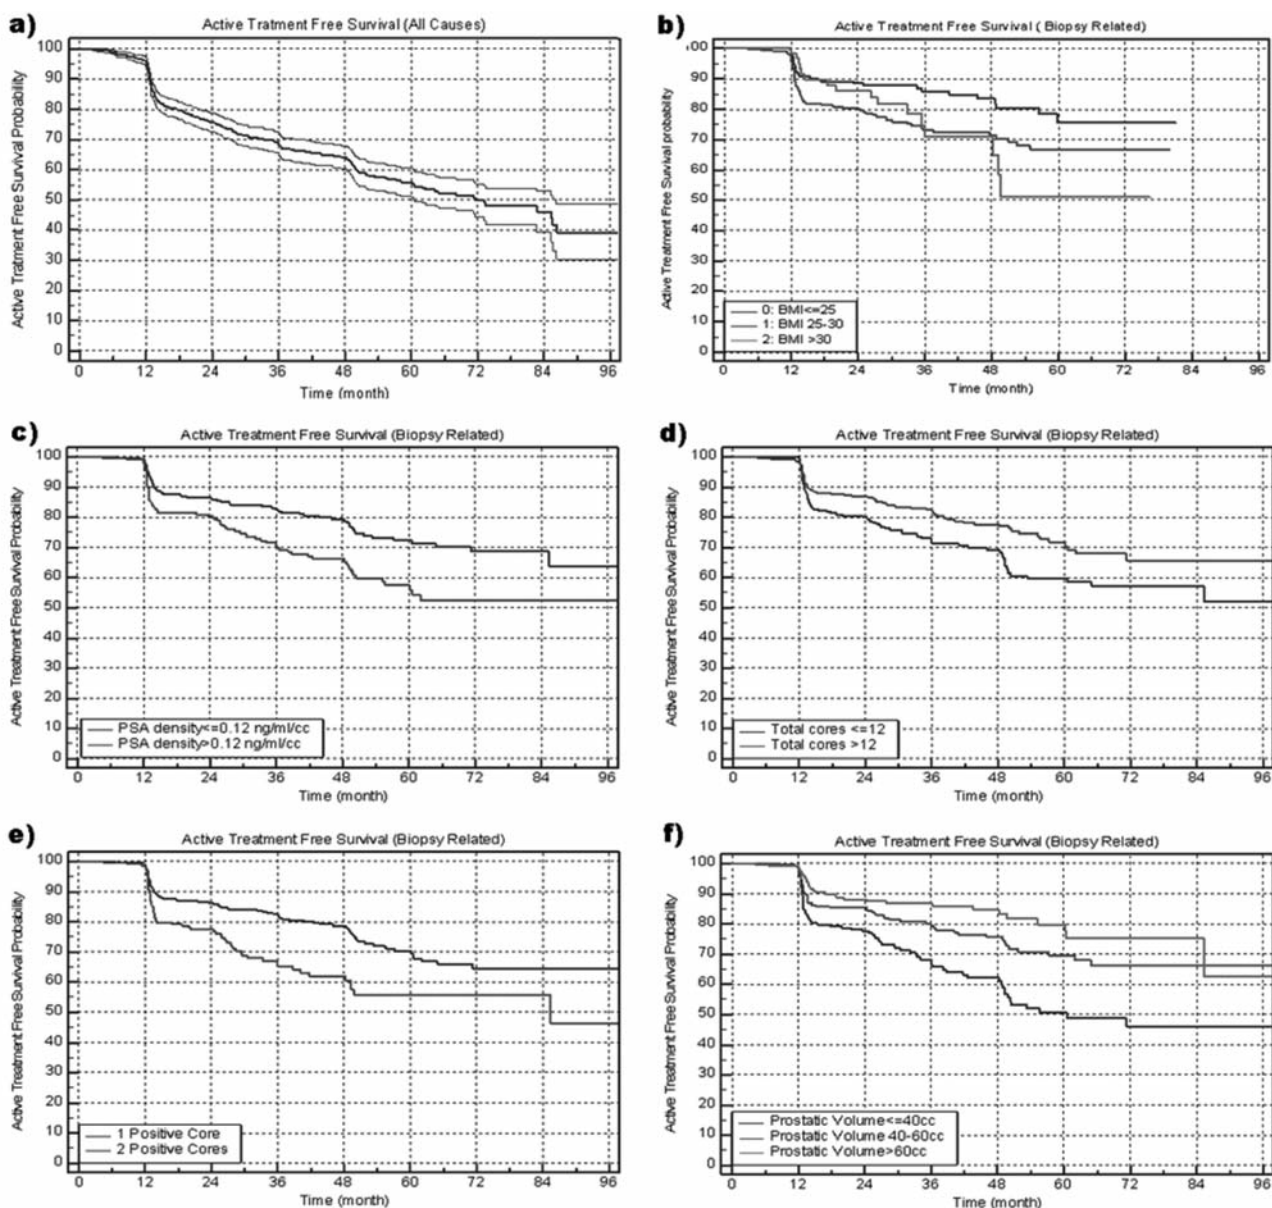 a)
Active Tratment Free Survival (All Causes)
Active Tratment Free Survival Probability
100
90
80
70
60
50
40
30
20
10
0
0 12 24 36 48 60 72 84 96
Time (month)
b)
Active Treatment Free Survival ( Biopsy Related)
Active Treatment Free Survival probability
100
90
80
70
60
50
40
30
20
10
0
0: BMI<=25
1: BMI 25-30
2: BMI >30
0 12 24 36 48 60 72 84 96
Time (month)
c)
Active Treatment Free Survival (Biopsy Related)
Active Treatment Free Survival Probability
100
90
80
70
60
50
40
30
20
10
0
PSA density<=0.12 ng/ml/cc
PSA density>0.12 ng/ml/cc
0 12 24 36 48 60 72 84 96
Time (month)
d)
Active Treatment Free Survival (Biopsy Related)
Active Treatment Free Survival Probability
100
90
80
70
60
50
40
30
20
10
0
Total cores <=12
Total cores >12
0 12 24 36 48 60 72 84 96
Time (month)
e)
Active Treatment Free Survival (Biopsy Related)
Active Treatment Free Survival Probability
100
90
80
70
60
50
40
30
20
10
0
1 Positive Core
2 Positive Cores
0 12 24 36 48 60 72 84 96
Time (month)
f)
Active Treatment Free Survival (Biopsy Related)
Active Treatment Free Survival Probability
100
90
80
70
60
50
40
30
20
10
0
Prostatic Volume<=40cc
Prostatic Volume 40-60cc
Prostatic Volume>60cc
0 12 24 36 48 60 72 84 96
Time (month)